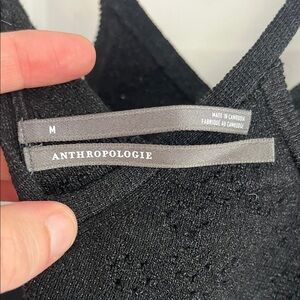 M
MADE IN CAMBODIA
FABRIQUÉ AU CAMBODGE
ANTHROPOLOGIE